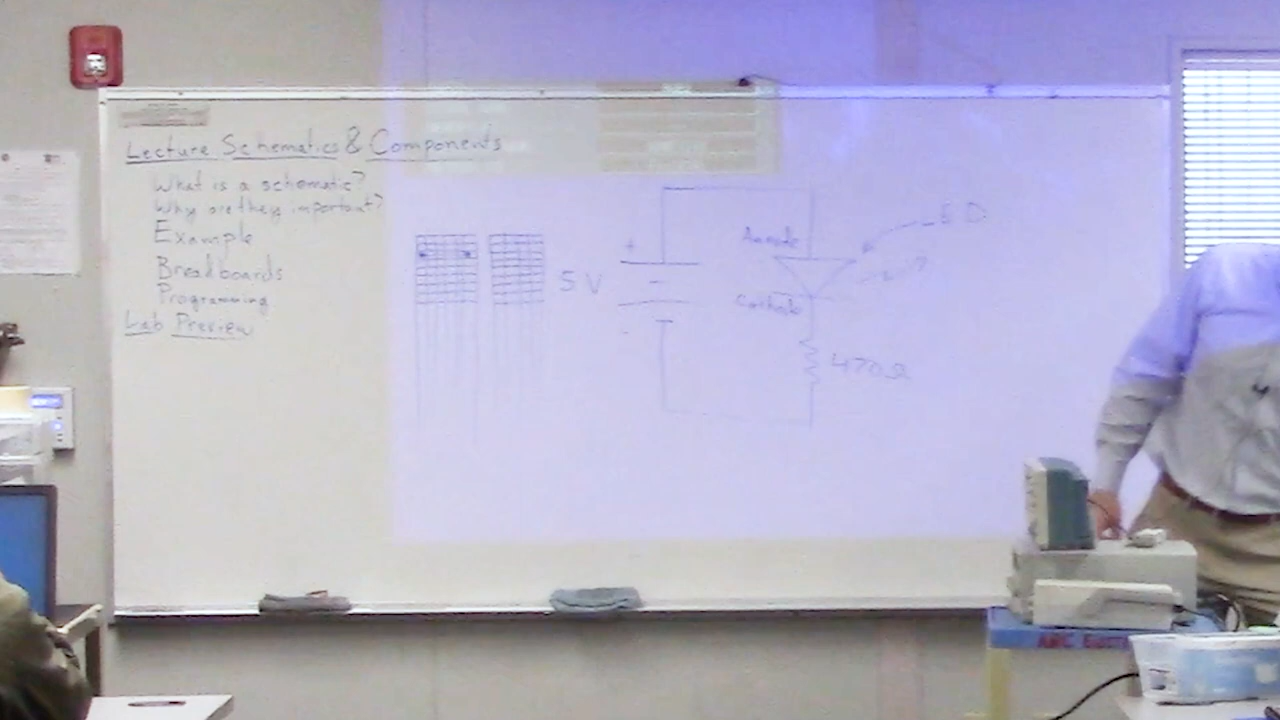 Lecture Schematics & Components
What is a schematic?
Why are they important?
Example
Breadboards
Programming
Lab Preview
+
5 V
-
Anode
Cathode
LED
470Ω